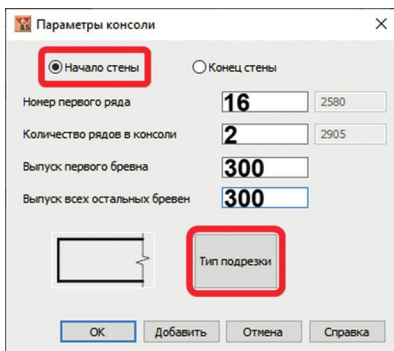 Параметры консоли
Начало стены Конец стены
Номер первого ряда 16 2580
Количество рядов в консоли 2 2905
Выпуск первого бревна 300
Выпуск всех остальных бревен 300
Тип подрезки
ОК Добавить Отмена Справка